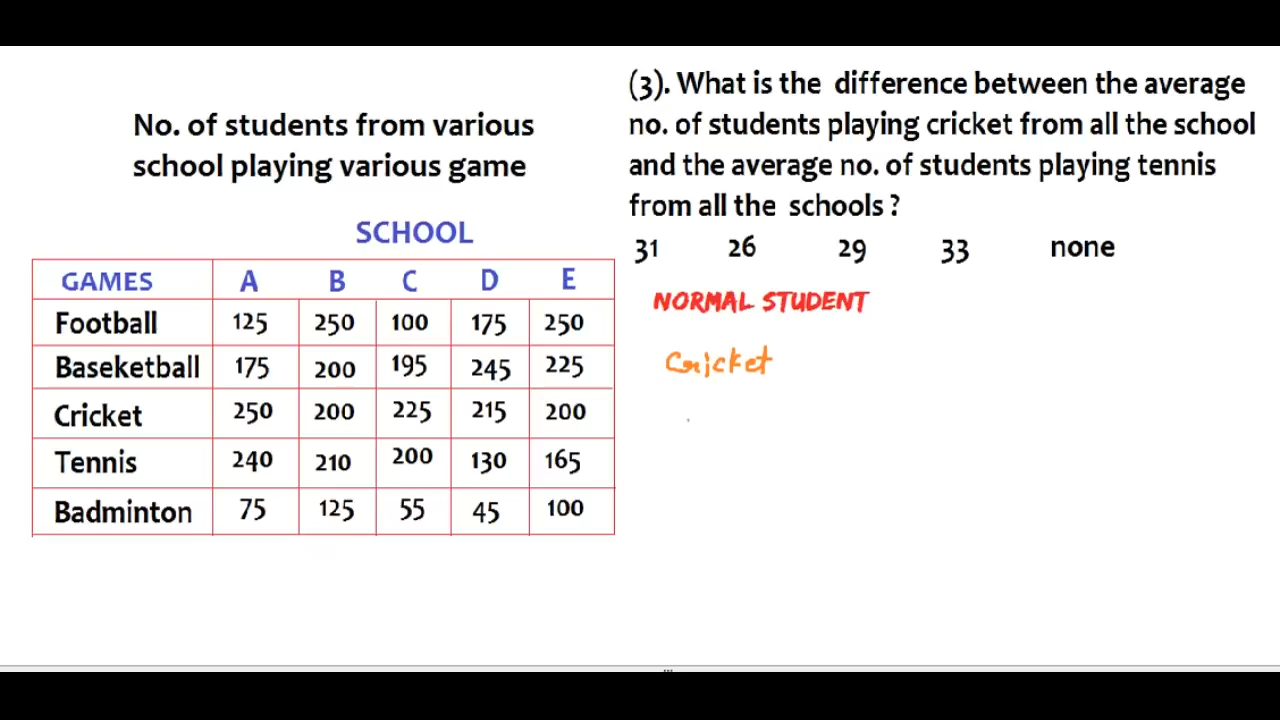 No. of students from various
school playing various game
SCHOOL
GAMES A B C D E
Football 125 250 100 175 250
Baseketball 175 200 195 245 225
Cricket 250 200 225 215 200
Tennis 240 210 200 130 165
Badminton 75 125 55 45 100
(3). What is the difference between the average
no. of students playing cricket from all the school
and the average no. of students playing tennis
from all the schools ?
31 26 29 33 none
NORMAL STUDENT
Cricket